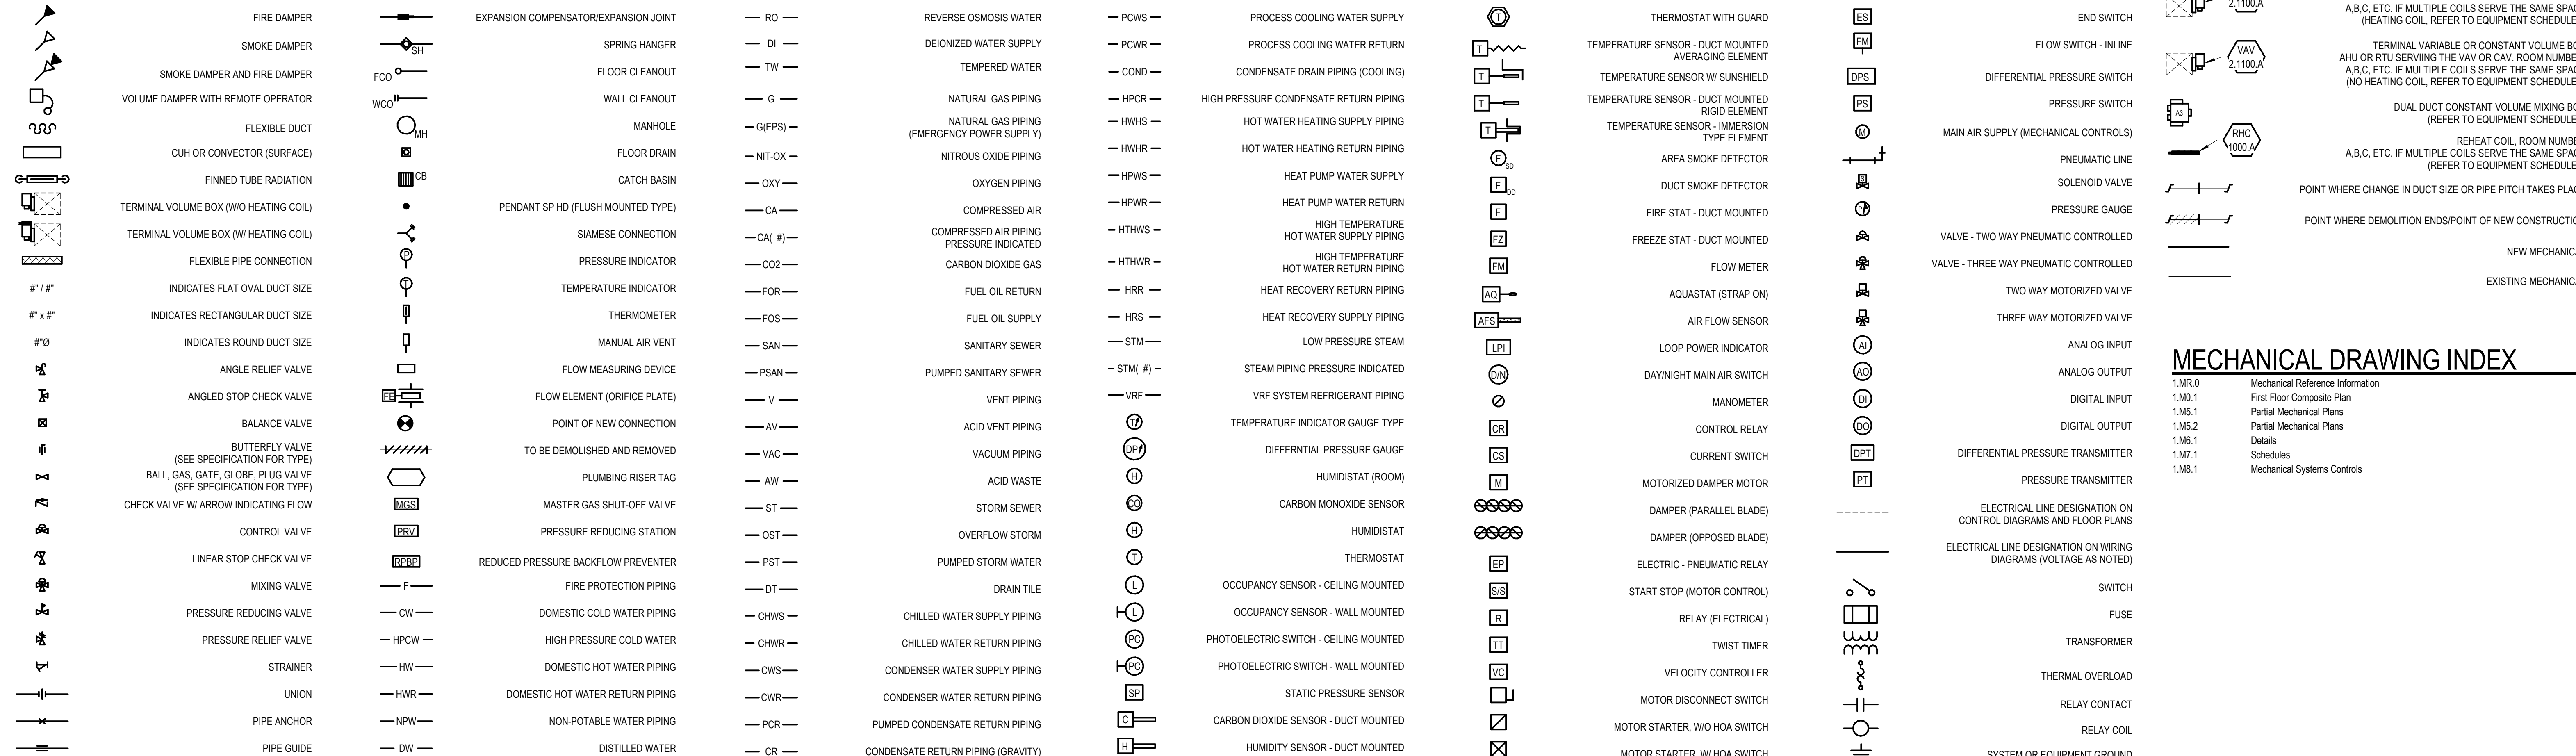 FIRE DAMPER
SMOKE DAMPER
SMOKE DAMPER AND FIRE DAMPER
VOLUME DAMPER WITH REMOTE OPERATOR
FLEXIBLE DUCT
CUH OR CONVECTOR (SURFACE)
FINNED TUBE RADIATION
TERMINAL VOLUME BOX (W/O HEATING COIL)
TERMINAL VOLUME BOX (W/ HEATING COIL)
FLEXIBLE PIPE CONNECTION
#" / #" INDICATES FLAT OVAL DUCT SIZE
#" x #" INDICATES RECTANGULAR DUCT SIZE
#"Ø INDICATES ROUND DUCT SIZE
ANGLE RELIEF VALVE
ANGLED STOP CHECK VALVE
BALANCE VALVE
BUTTERFLY VALVE
(SEE SPECIFICATION FOR TYPE)
BALL, GAS, GATE, GLOBE, PLUG VALVE
(SEE SPECIFICATION FOR TYPE)
CHECK VALVE W/ ARROW INDICATING FLOW
CONTROL VALVE
LINEAR STOP CHECK VALVE
MIXING VALVE
PRESSURE REDUCING VALVE
PRESSURE RELIEF VALVE
STRAINER
UNION
PIPE ANCHOR
PIPE GUIDE
EXPANSION COMPENSATOR/EXPANSION JOINT
SH SPRING HANGER
FCO FLOOR CLEANOUT
WCO WALL CLEANOUT
MH MANHOLE
FLOOR DRAIN
CB CATCH BASIN
PENDANT SP HD (FLUSH MOUNTED TYPE)
SIAMESE CONNECTION
P PRESSURE INDICATOR
T TEMPERATURE INDICATOR
THERMOMETER
MANUAL AIR VENT
FLOW MEASURING DEVICE
FE FLOW ELEMENT (ORIFICE PLATE)
POINT OF NEW CONNECTION
TO BE DEMOLISHED AND REMOVED
PLUMBING RISER TAG
MGS MASTER GAS SHUT-OFF VALVE
PRV PRESSURE REDUCING STATION
RPBP REDUCED PRESSURE BACKFLOW PREVENTER
F FIRE PROTECTION PIPING
CW DOMESTIC COLD WATER PIPING
HPCW HIGH PRESSURE COLD WATER
HW DOMESTIC HOT WATER PIPING
HWR DOMESTIC HOT WATER RETURN PIPING
NPW NON-POTABLE WATER PIPING
DW DISTILLED WATER
RO REVERSE OSMOSIS WATER
DI DEIONIZED WATER SUPPLY
TW TEMPERED WATER
G NATURAL GAS PIPING
G(EPS) NATURAL GAS PIPING
(EMERGENCY POWER SUPPLY)
NIT-OX NITROUS OXIDE PIPING
OXY OXYGEN PIPING
CA COMPRESSED AIR
CA( #) COMPRESSED AIR PIPING
PRESSURE INDICATED
CO2 CARBON DIOXIDE GAS
FOR FUEL OIL RETURN
FOS FUEL OIL SUPPLY
SAN SANITARY SEWER
PSAN PUMPED SANITARY SEWER
V VENT PIPING
AV ACID VENT PIPING
VAC VACUUM PIPING
AW ACID WASTE
ST STORM SEWER
OST OVERFLOW STORM
PST PUMPED STORM WATER
DT DRAIN TILE
CHWS CHILLED WATER SUPPLY PIPING
CHWR CHILLED WATER RETURN PIPING
CWS CONDENSER WATER SUPPLY PIPING
CWR CONDENSER WATER RETURN PIPING
PCR PUMPED CONDENSATE RETURN PIPING
CR CONDENSATE RETURN PIPING (GRAVITY)
PCWS PROCESS COOLING WATER SUPPLY
PCWR PROCESS COOLING WATER RETURN
COND CONDENSATE DRAIN PIPING (COOLING)
HPCR HIGH PRESSURE CONDENSATE RETURN PIPING
HWHS HOT WATER HEATING SUPPLY PIPING
HWHR HOT WATER HEATING RETURN PIPING
HPWS HEAT PUMP WATER SUPPLY
HPWR HEAT PUMP WATER RETURN
HTHWS HIGH TEMPERATURE
HOT WATER SUPPLY PIPING
HTHWR HIGH TEMPERATURE
HOT WATER RETURN PIPING
HRR HEAT RECOVERY RETURN PIPING
HRS HEAT RECOVERY SUPPLY PIPING
STM LOW PRESSURE STEAM
STM( #) STEAM PIPING PRESSURE INDICATED
VRF VRF SYSTEM REFRIGERANT PIPING
T TEMPERATURE INDICATOR GAUGE TYPE
DP DIFFERNTIAL PRESSURE GAUGE
H HUMIDISTAT (ROOM)
CO CARBON MONOXIDE SENSOR
H HUMIDISTAT
T THERMOSTAT
L OCCUPANCY SENSOR - CEILING MOUNTED
L OCCUPANCY SENSOR - WALL MOUNTED
PC PHOTOELECTRIC SWITCH - CEILING MOUNTED
PC PHOTOELECTRIC SWITCH - WALL MOUNTED
SP STATIC PRESSURE SENSOR
C CARBON DIOXIDE SENSOR - DUCT MOUNTED
H HUMIDITY SENSOR - DUCT MOUNTED
T THERMOSTAT WITH GUARD
T TEMPERATURE SENSOR - DUCT MOUNTED
AVERAGING ELEMENT
T TEMPERATURE SENSOR W/ SUNSHIELD
T TEMPERATURE SENSOR - DUCT MOUNTED
RIGID ELEMENT
T TEMPERATURE SENSOR - IMMERSION
TYPE ELEMENT
F SD AREA SMOKE DETECTOR
F DD DUCT SMOKE DETECTOR
F FIRE STAT - DUCT MOUNTED
FZ FREEZE STAT - DUCT MOUNTED
FM FLOW METER
AQ AQUASTAT (STRAP ON)
AFS AIR FLOW SENSOR
LPI LOOP POWER INDICATOR
D/N DAY/NIGHT MAIN AIR SWITCH
MANOMETER
CR CONTROL RELAY
CS CURRENT SWITCH
M MOTORIZED DAMPER MOTOR
DAMPER (PARALLEL BLADE)
DAMPER (OPPOSED BLADE)
EP ELECTRIC - PNEUMATIC RELAY
S/S START STOP (MOTOR CONTROL)
R RELAY (ELECTRICAL)
TT TWIST TIMER
VC VELOCITY CONTROLLER
MOTOR DISCONNECT SWITCH
MOTOR STARTER, W/O HOA SWITCH
MOTOR STARTER, W/ HOA SWITCH
ES END SWITCH
FM FLOW SWITCH - INLINE
DPS DIFFERENTIAL PRESSURE SWITCH
PS PRESSURE SWITCH
M MAIN AIR SUPPLY (MECHANICAL CONTROLS)
PNEUMATIC LINE
S SOLENOID VALVE
P PRESSURE GAUGE
VALVE - TWO WAY PNEUMATIC CONTROLLED
VALVE - THREE WAY PNEUMATIC CONTROLLED
TWO WAY MOTORIZED VALVE
THREE WAY MOTORIZED VALVE
AI ANALOG INPUT
AO ANALOG OUTPUT
DI DIGITAL INPUT
DO DIGITAL OUTPUT
DPT DIFFERENTIAL PRESSURE TRANSMITTER
PT PRESSURE TRANSMITTER
ELECTRICAL LINE DESIGNATION ON
CONTROL DIAGRAMS AND FLOOR PLANS
ELECTRICAL LINE DESIGNATION ON WIRING
DIAGRAMS (VOLTAGE AS NOTED)
SWITCH
FUSE
TRANSFORMER
THERMAL OVERLOAD
RELAY CONTACT
RELAY COIL
SYSTEM OR EQUIPMENT GROUND
2.1100.A
A,B,C, ETC. IF MULTIPLE COILS SERVE THE SAME SPAC
(HEATING COIL, REFER TO EQUIPMENT SCHEDULE
VAV
2.1100.A
TERMINAL VARIABLE OR CONSTANT VOLUME BO
AHU OR RTU SERVIING THE VAV OR CAV. ROOM NUMBE
A,B,C, ETC. IF MULTIPLE COILS SERVE THE SAME SPAC
(NO HEATING COIL, REFER TO EQUIPMENT SCHEDULE
A3
DUAL DUCT CONSTANT VOLUME MIXING BO
(REFER TO EQUIPMENT SCHEDULE
RHC
1000.A
REHEAT COIL, ROOM NUMBE
A,B,C, ETC. IF MULTIPLE COILS SERVE THE SAME SPAC
(REFER TO EQUIPMENT SCHEDULE
POINT WHERE CHANGE IN DUCT SIZE OR PIPE PITCH TAKES PLAC
POINT WHERE DEMOLITION ENDS/POINT OF NEW CONSTRUCTIO
NEW MECHANICA
EXISTING MECHANICA
MECHANICAL DRAWING INDEX
1.MR.0 Mechanical Reference Information
1.M0.1 First Floor Composite Plan
1.M5.1 Partial Mechanical Plans
1.M5.2 Partial Mechanical Plans
1.M6.1 Details
1.M7.1 Schedules
1.M8.1 Mechanical Systems Controls